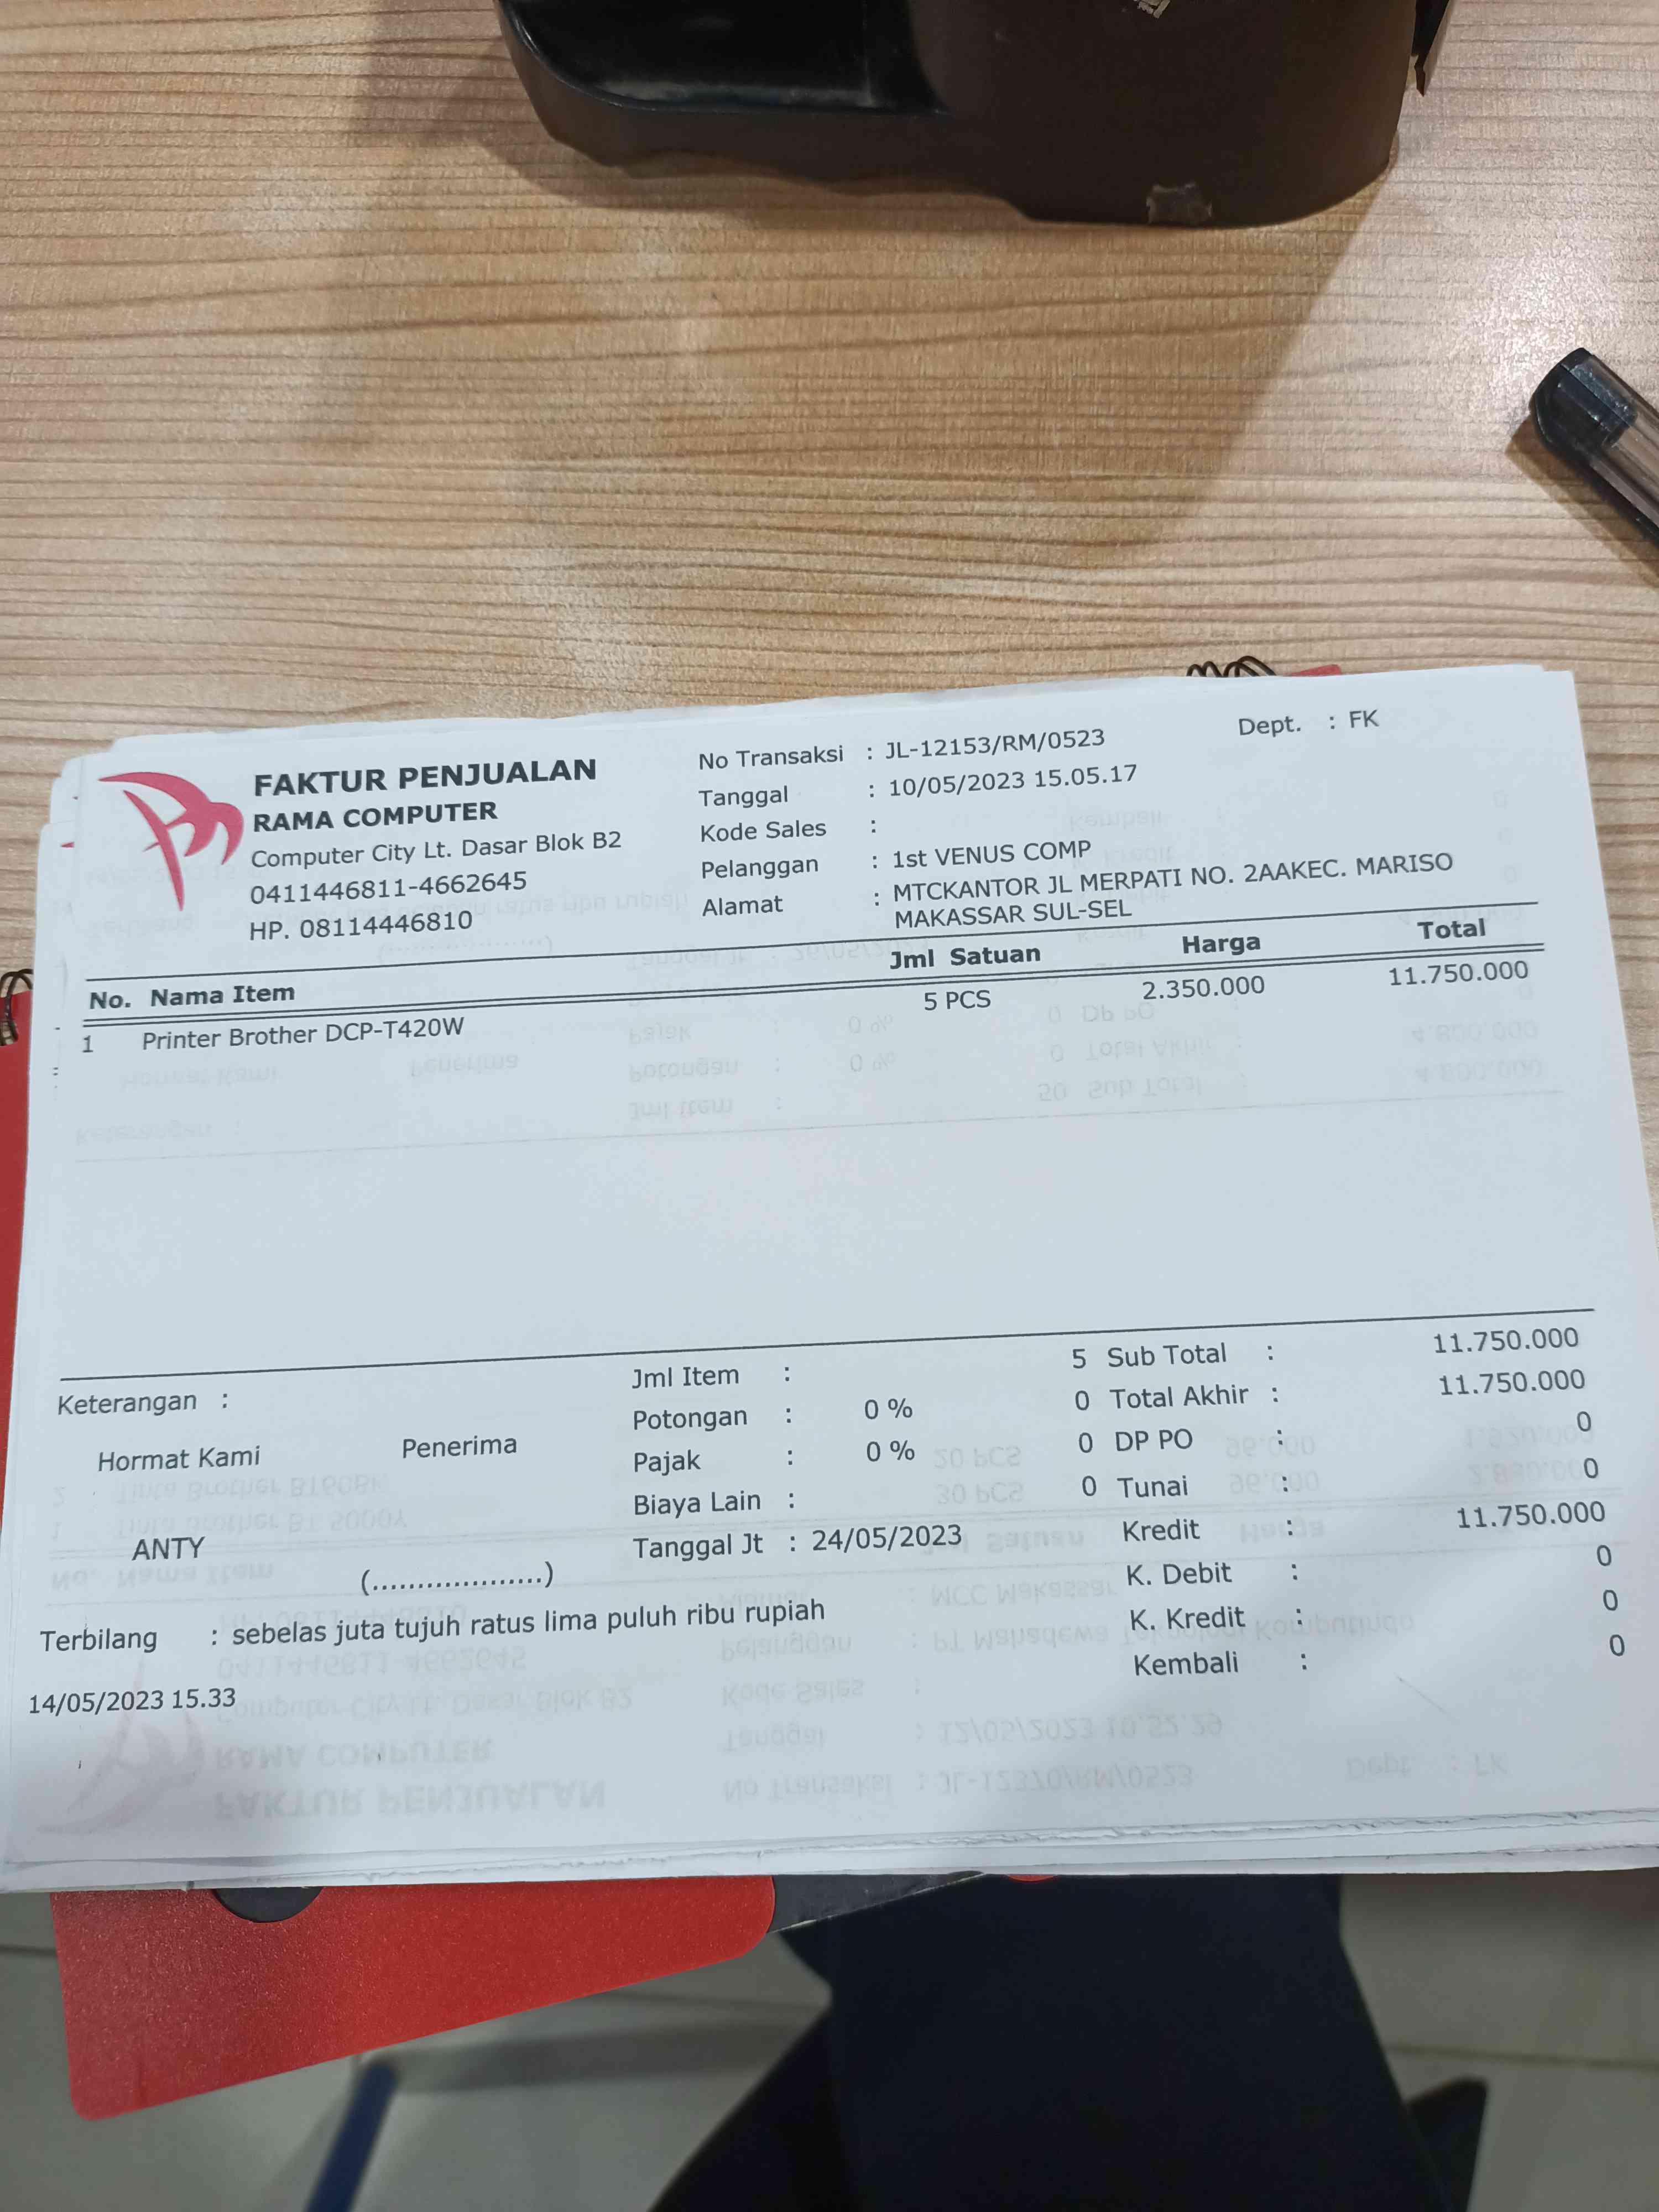 FAKTUR PENJUALAN
RAMA COMPUTER
Computer City Lt. Dasar Blok B2
0411446811-4662645
HP. 08114446810
No Transaksi : JL-12153/RM/0523
Dept. : FK
Tanggal : 10/05/2023 15.05.17
Kode Sales :
Pelanggan : 1st VENUS COMP
Alamat : MTCKANTOR JL MERPATI NO. 2AAKEC. MARISO
MAKASSAR SUL-SEL
No. Nama Item Jml Satuan Harga Total
1 Printer Brother DCP-T420W 5 PCS 2.350.000 11.750.000
Keterangan :
Hormat Kami Penerima
ANTY
(...................)
Jml Item : 5
Potongan : 0 % 0
Pajak : 0 % 0
Biaya Lain : 0
Tanggal Jt : 24/05/2023
Sub Total : 11.750.000
Total Akhir : 11.750.000
DP PO : 0
Tunai : 0
Kredit : 11.750.000
K. Debit : 0
K. Kredit : 0
Kembali : 0
Terbilang : sebelas juta tujuh ratus lima puluh ribu rupiah
14/05/2023 15.33